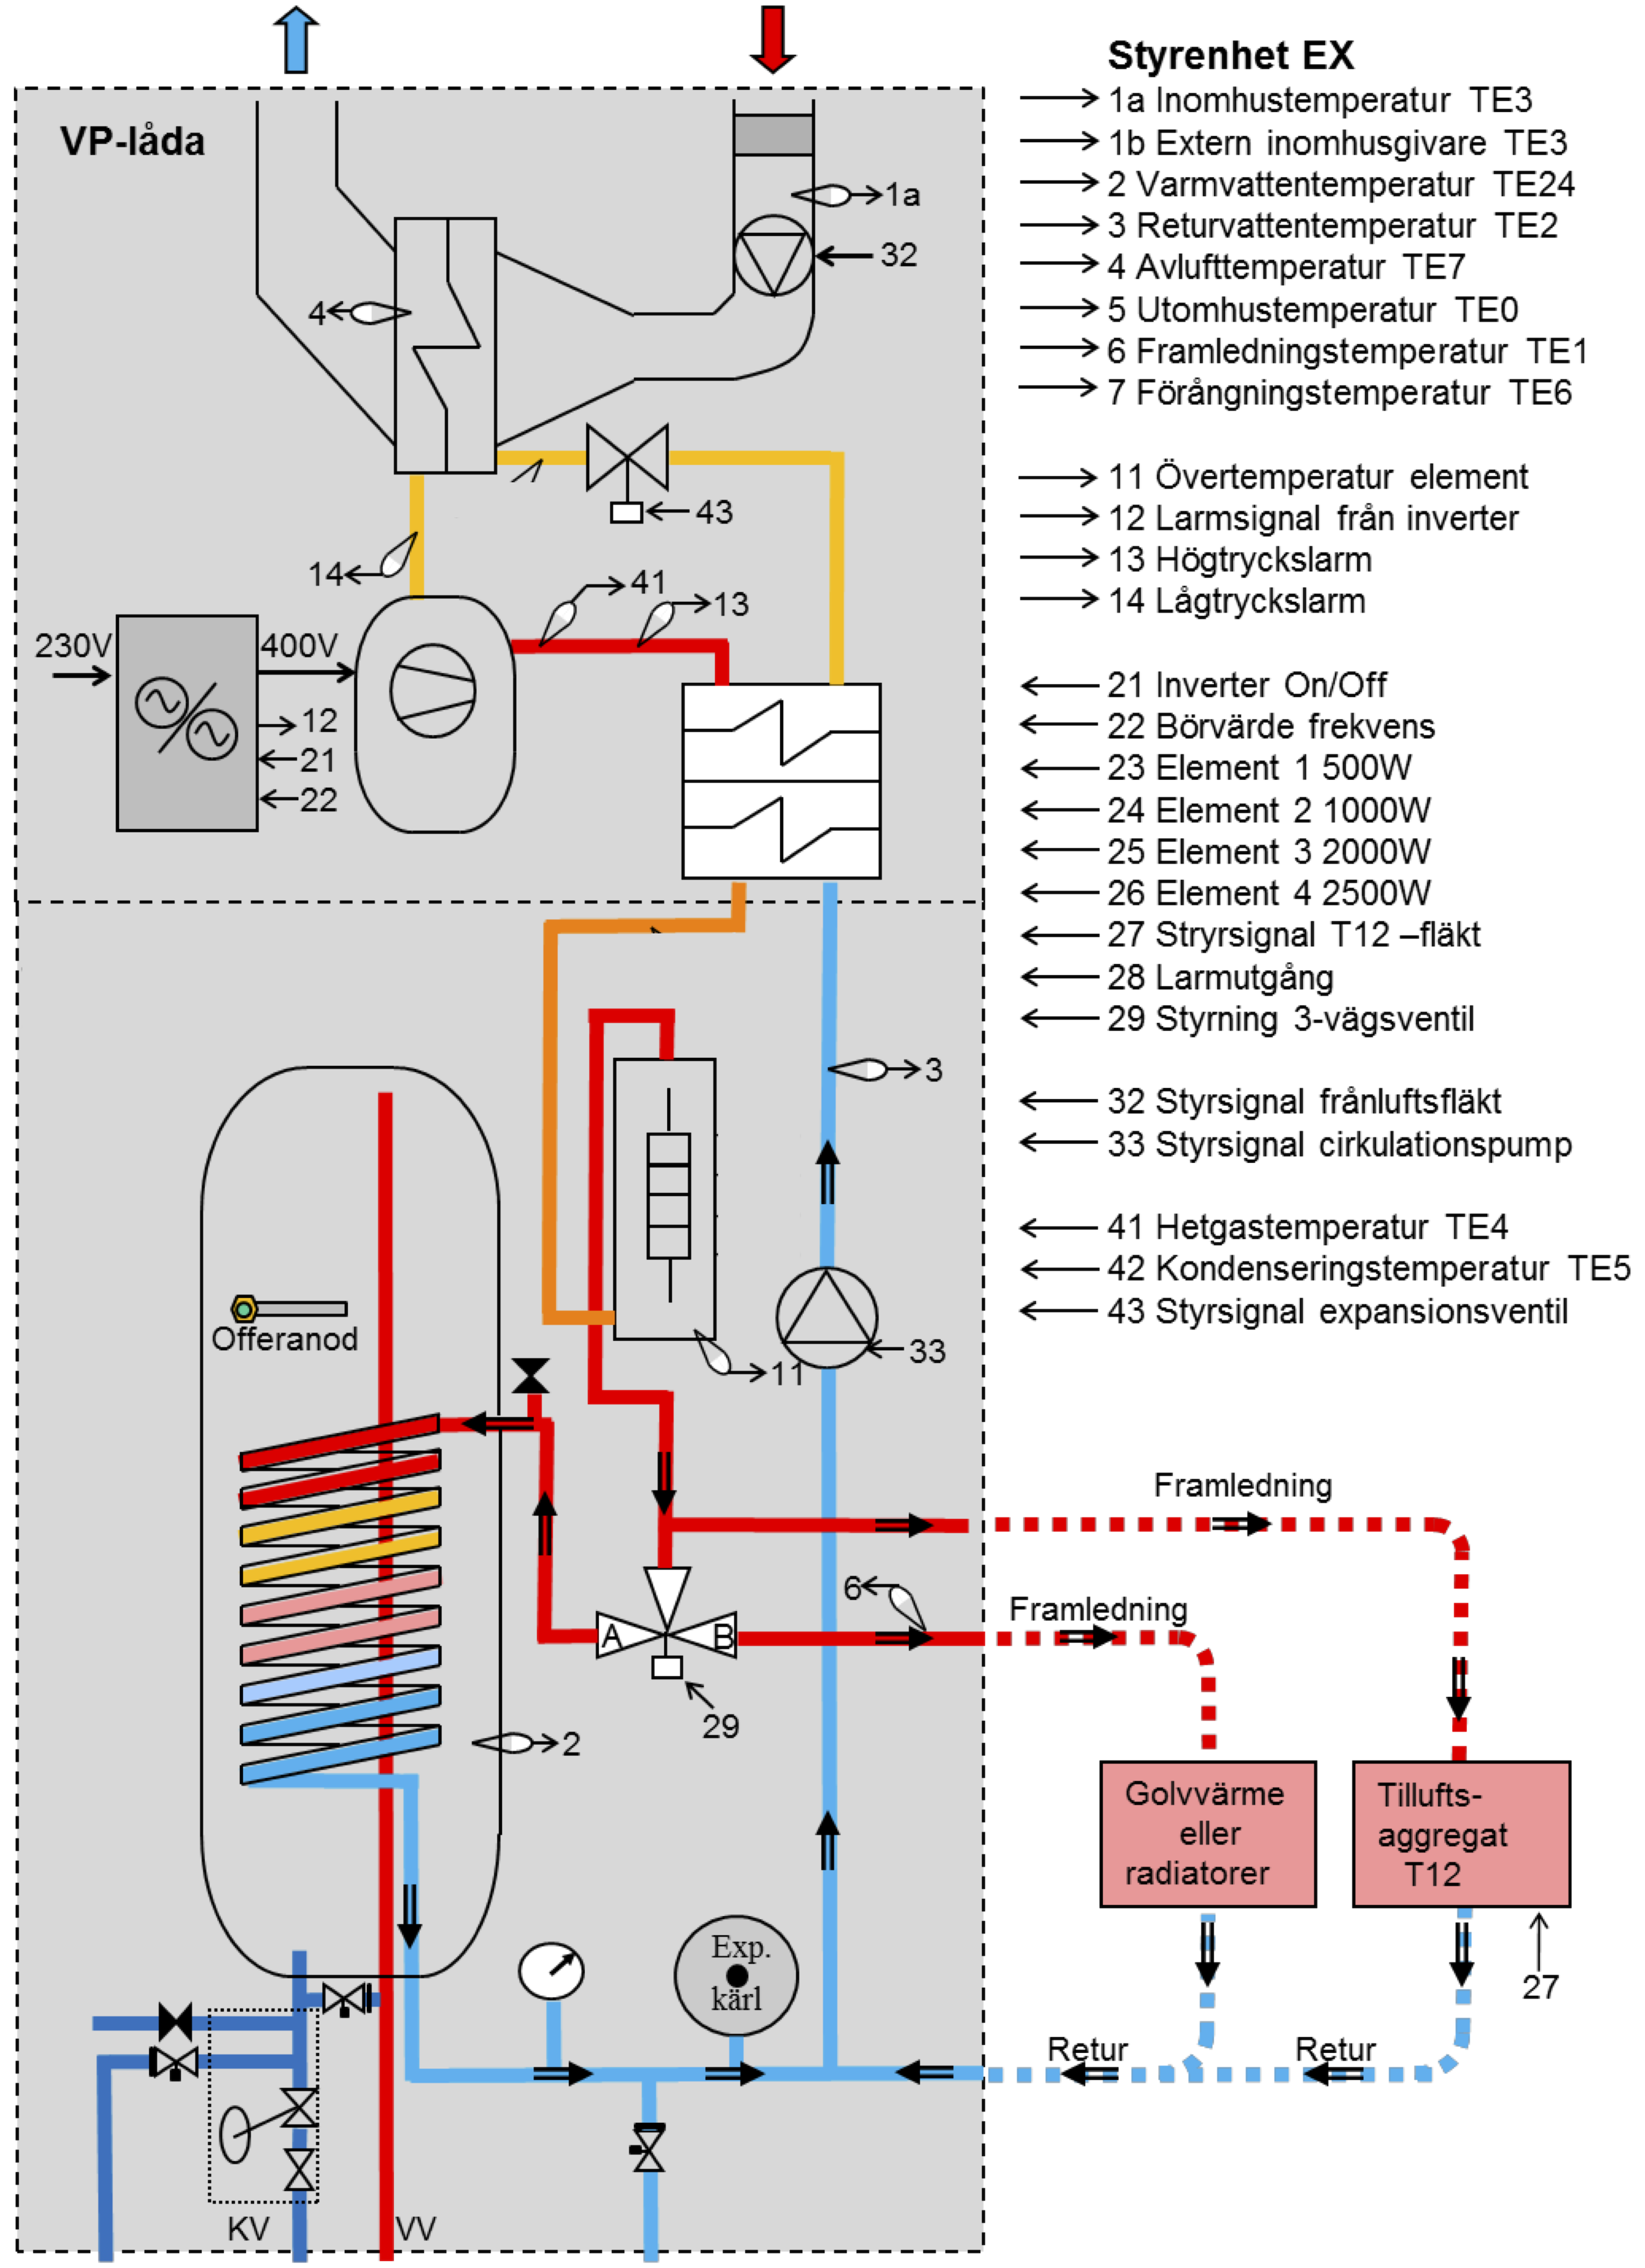 Styrenhet EX
1a Inomhustemperatur TE3
1b Extern inomhusgivare TE3
2 Varmvattentemperatur TE24
3 Returvattentemperatur TE2
4 Avlufttemperatur TE7
5 Utomhustemperatur TE0
6 Framledningstemperatur TE1
7 Förångningstemperatur TE6
11 Övertemperatur element
12 Larmsignal från inverter
13 Högtryckslarm
14 Lågtryckslarm
21 Inverter On/Off
22 Börvärde frekvens
23 Element 1 500W
24 Element 2 1000W
25 Element 3 2000W
26 Element 4 2500W
27 Stryrsignal T12 –fläkt
28 Larmutgång
29 Styrning 3-vägsventil
32 Styrsignal frånluftsfläkt
33 Styrsignal cirkulationspump
41 Hetgastemperatur TE4
42 Kondenseringstemperatur TE5
43 Styrsignal expansionsventil
VP-låda
1a
32
4
43
14
41
13
230V
400V
12
21
22
3
Offeranod
11
33
Framledning
6
Framledning
A
B
29
2
Golvvärme
eller
radiatorer
Tillufts-
aggregat
T12
Exp.
kärl
27
Retur
Retur
KV
VV